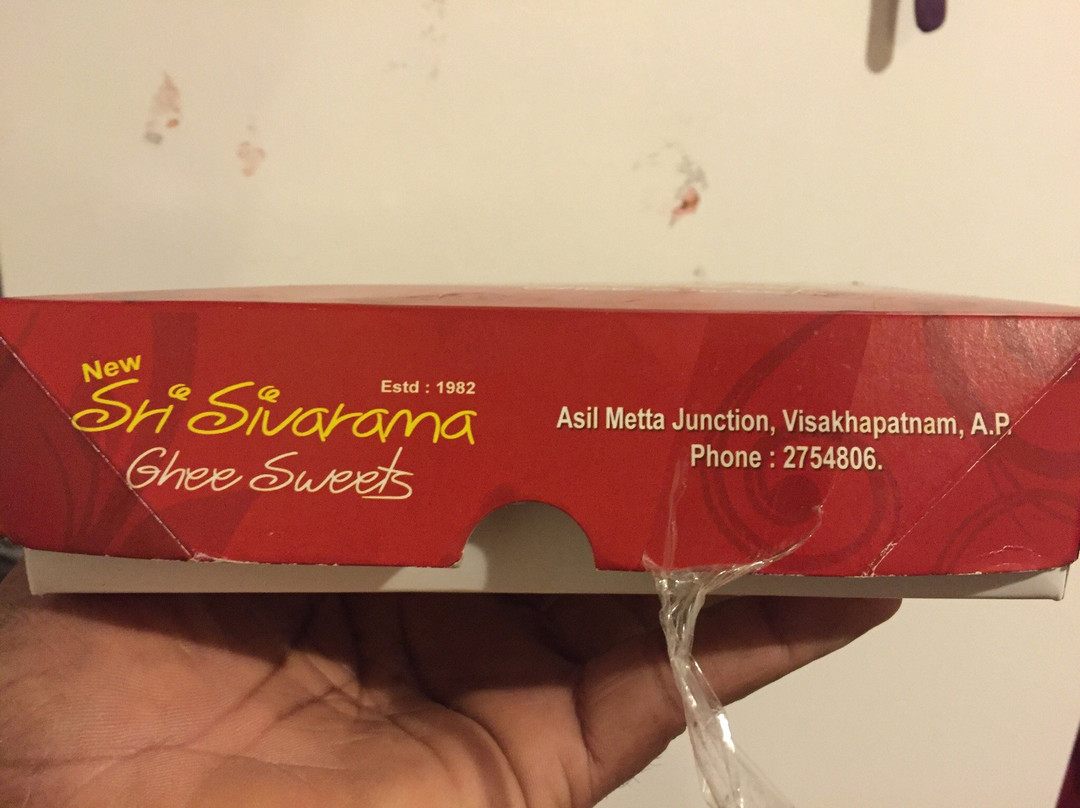 New
Estd : 1982
Sri Sivarama
Ghee Sweets
Asil Metta Junction, Visakhapatnam, A.P.
Phone : 2754806.